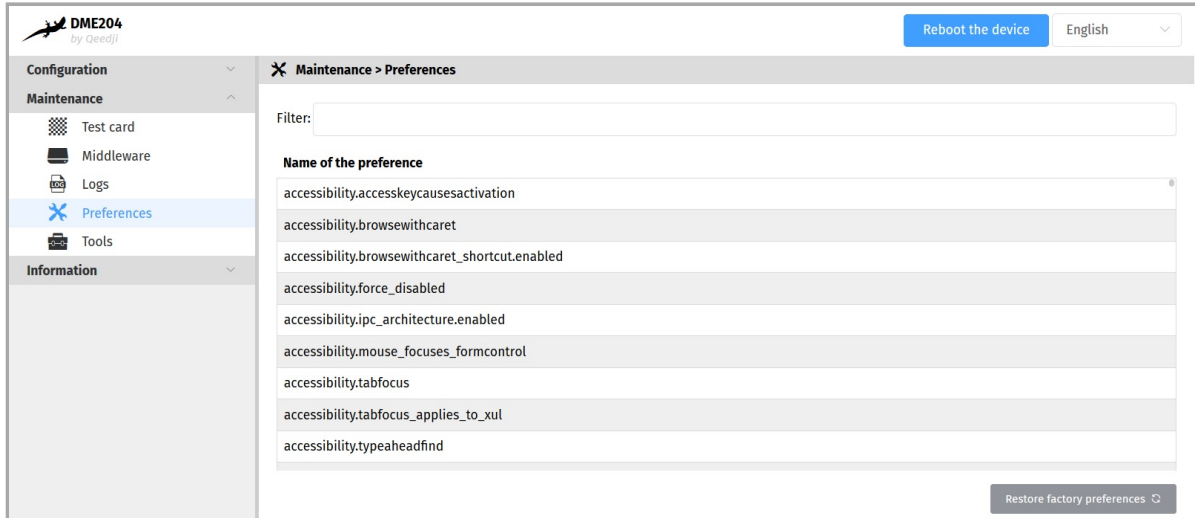 DME204
by Qeedji
Reboot the device
English
Configuration
Maintenance
Test card
Middleware
LOG
Logs
Preferences
Tools
Information
Maintenance > Preferences
Filter:
Name of the preference
accessibility.accesskeycausesactivation
accessibility.browsewithcaret
accessibility.browsewithcaret_shortcut.enabled
accessibility.force_disabled
accessibility.ipc_architecture.enabled
accessibility.mouse_focuses_formcontrol
accessibility.tabfocus
accessibility.tabfocus_applies_to_xul
accessibility.typeaheadfind
Restore factory preferences